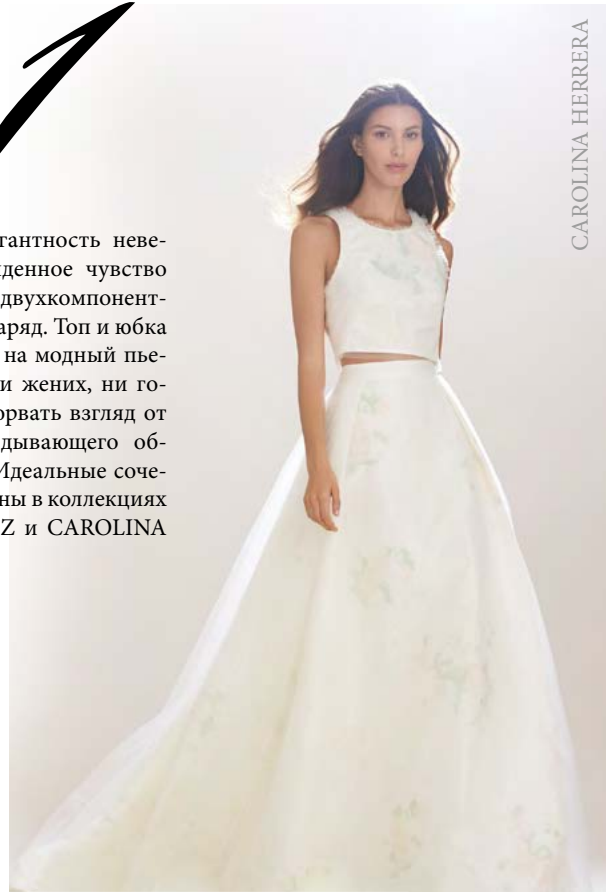 1
гантность неве-
денное чувство
двухкомпонент-
аряд. Топ и юбка
на модный пье-
и жених, ни го-
орвать взгляд от
дывающего об-
Идеальные соче-
ны в коллекциях
Z и CAROLINA
CAROLINA HERRERA